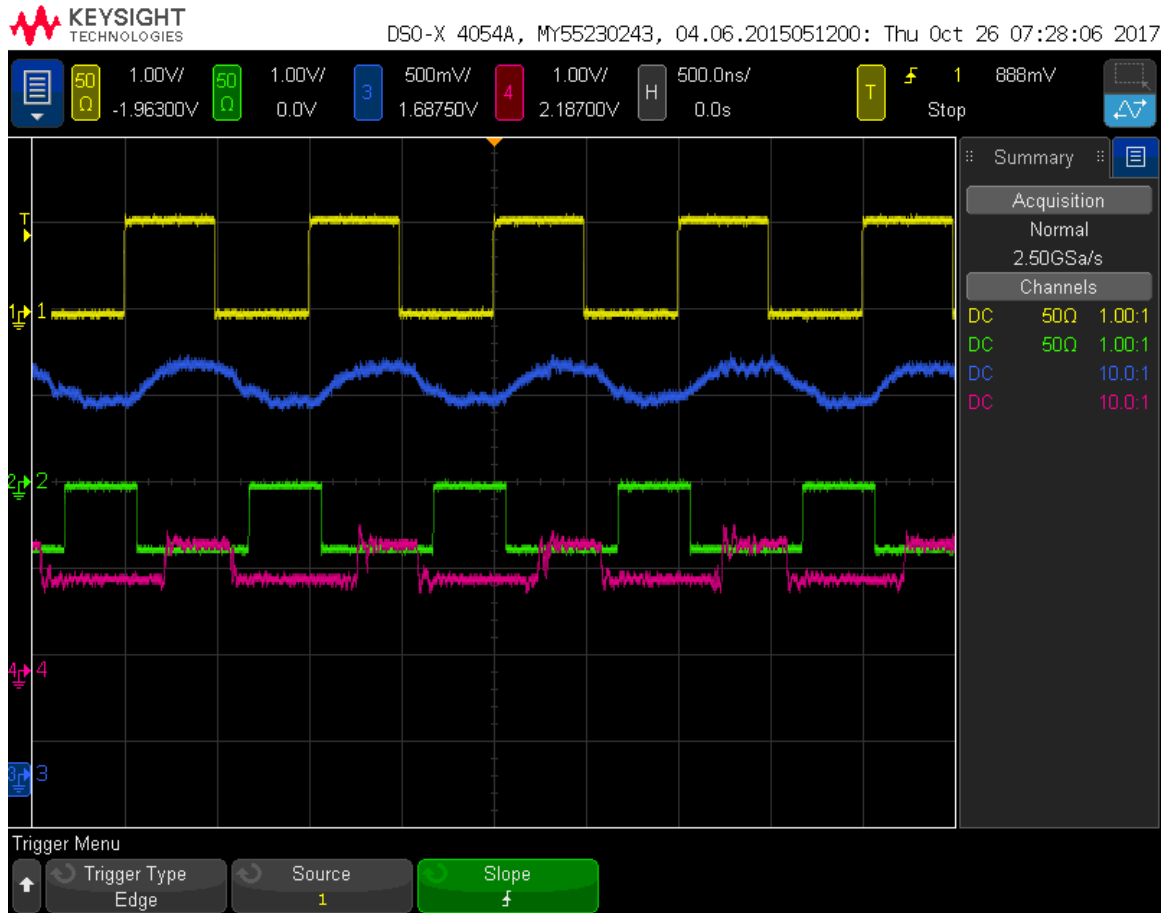 KEYSIGHT
TECHNOLOGIES
DSO-X 4054A, MY55230243, 04.06.2015051200: Thu Oct 26 07:28:06 2017
50 Ω 1.00V/ 50 Ω 1.00V/ 3 500mV/ 4 1.00V/ H 500.0ns/ T 1 888mV
-1.96300V 0.0V 1.68750V 2.18700V 0.0s Stop
Summary
Acquisition
Normal
2.50GSa/s
Channels
DC 50Ω 1.00:1
DC 50Ω 1.00:1
DC 10.0:1
DC 10.0:1
T
1 1
2 2
4 4
3 3
Trigger Menu
Trigger Type Source Slope
Edge 1